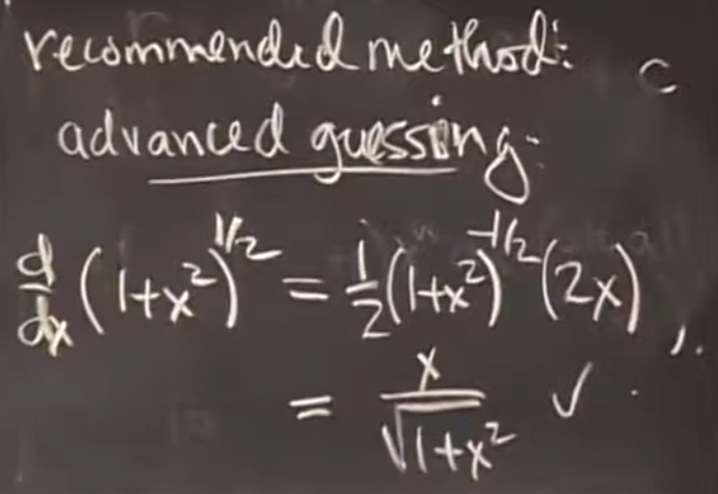 recommended method: c
advanced guessing.
d/dx (1+x²)^1/2 = 1/2 (1+x²)^-1/2 (2x)
= x/√1+x² ✓